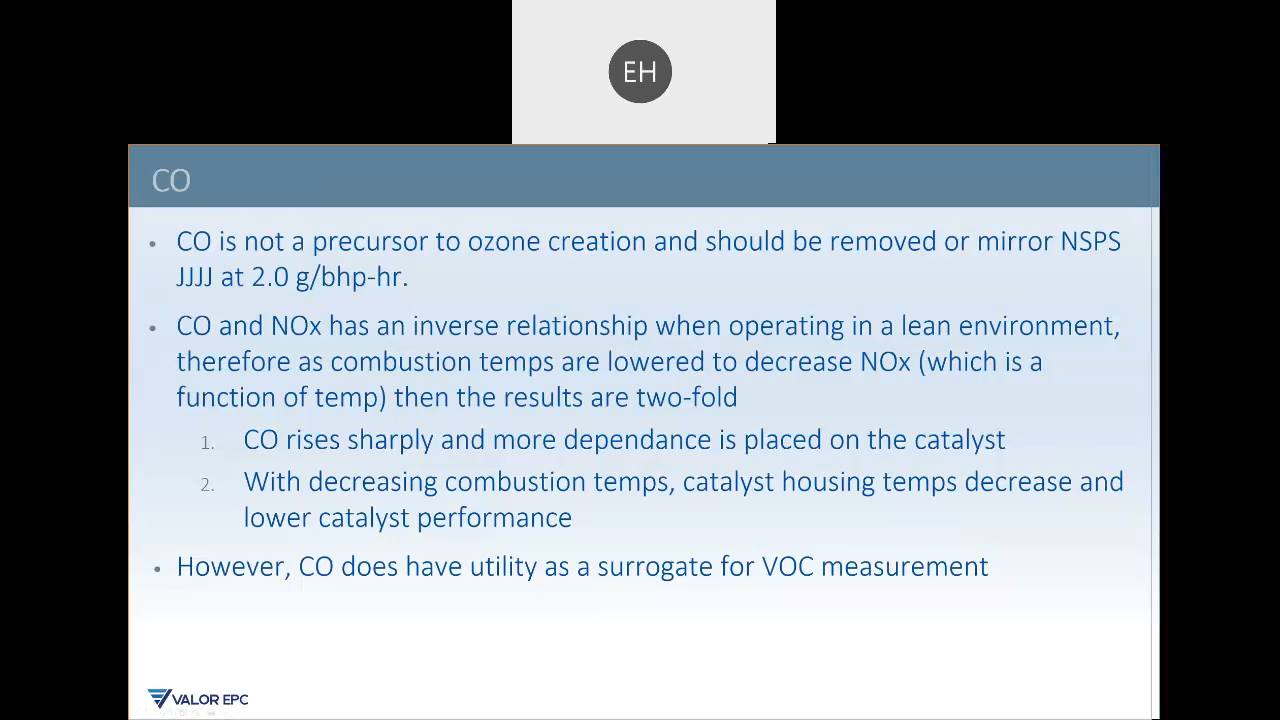 EH
CO
• CO is not a precursor to ozone creation and should be removed or mirror NSPS
JJJJ at 2.0 g/bhp-hr.
• CO and NOx has an inverse relationship when operating in a lean environment,
therefore as combustion temps are lowered to decrease NOx (which is a
function of temp) then the results are two-fold
1. CO rises sharply and more dependance is placed on the catalyst
2. With decreasing combustion temps, catalyst housing temps decrease and
lower catalyst performance
• However, CO does have utility as a surrogate for VOC measurement
VALOR EPC